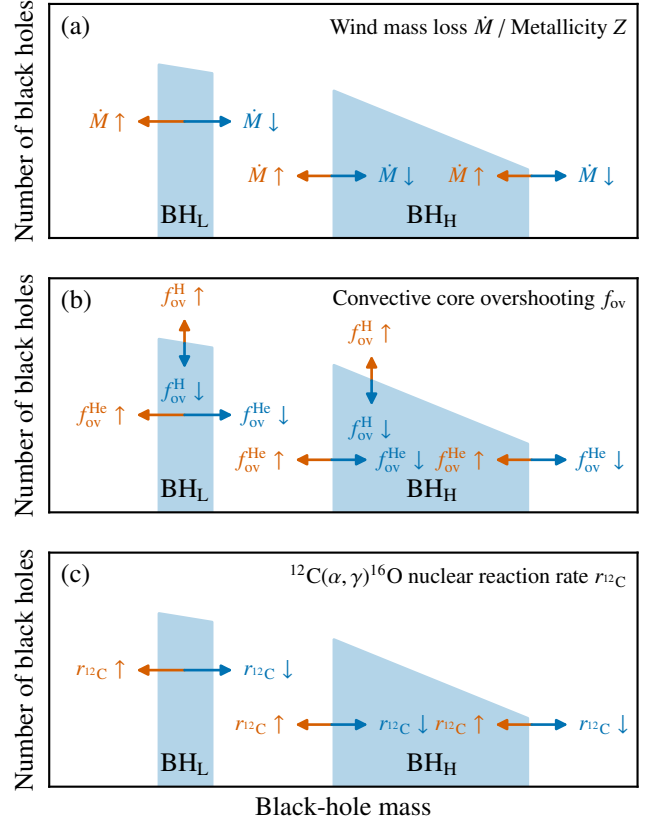 (a) Wind mass loss Ṁ / Metallicity Z
Number of black holes
Ṁ ↑ Ṁ ↓
Ṁ ↑ Ṁ ↓ Ṁ ↑ Ṁ ↓
BH_L BH_H
(b) Convective core overshooting f_ov
Number of black holes
f_ov^H ↑
f_ov^H ↑
f_ov^H ↓
f_ov^He ↑ f_ov^He ↓
f_ov^H ↓
f_ov^He ↑ f_ov^He ↓ f_ov^He ↑ f_ov^He ↓
BH_L BH_H
(c) ¹²C(α, γ)¹⁶O nuclear reaction rate r_¹²C
Number of black holes
r_¹²C ↑ r_¹²C ↓
r_¹²C ↑ r_¹²C ↓ r_¹²C ↑ r_¹²C ↓
BH_L BH_H
Black-hole mass